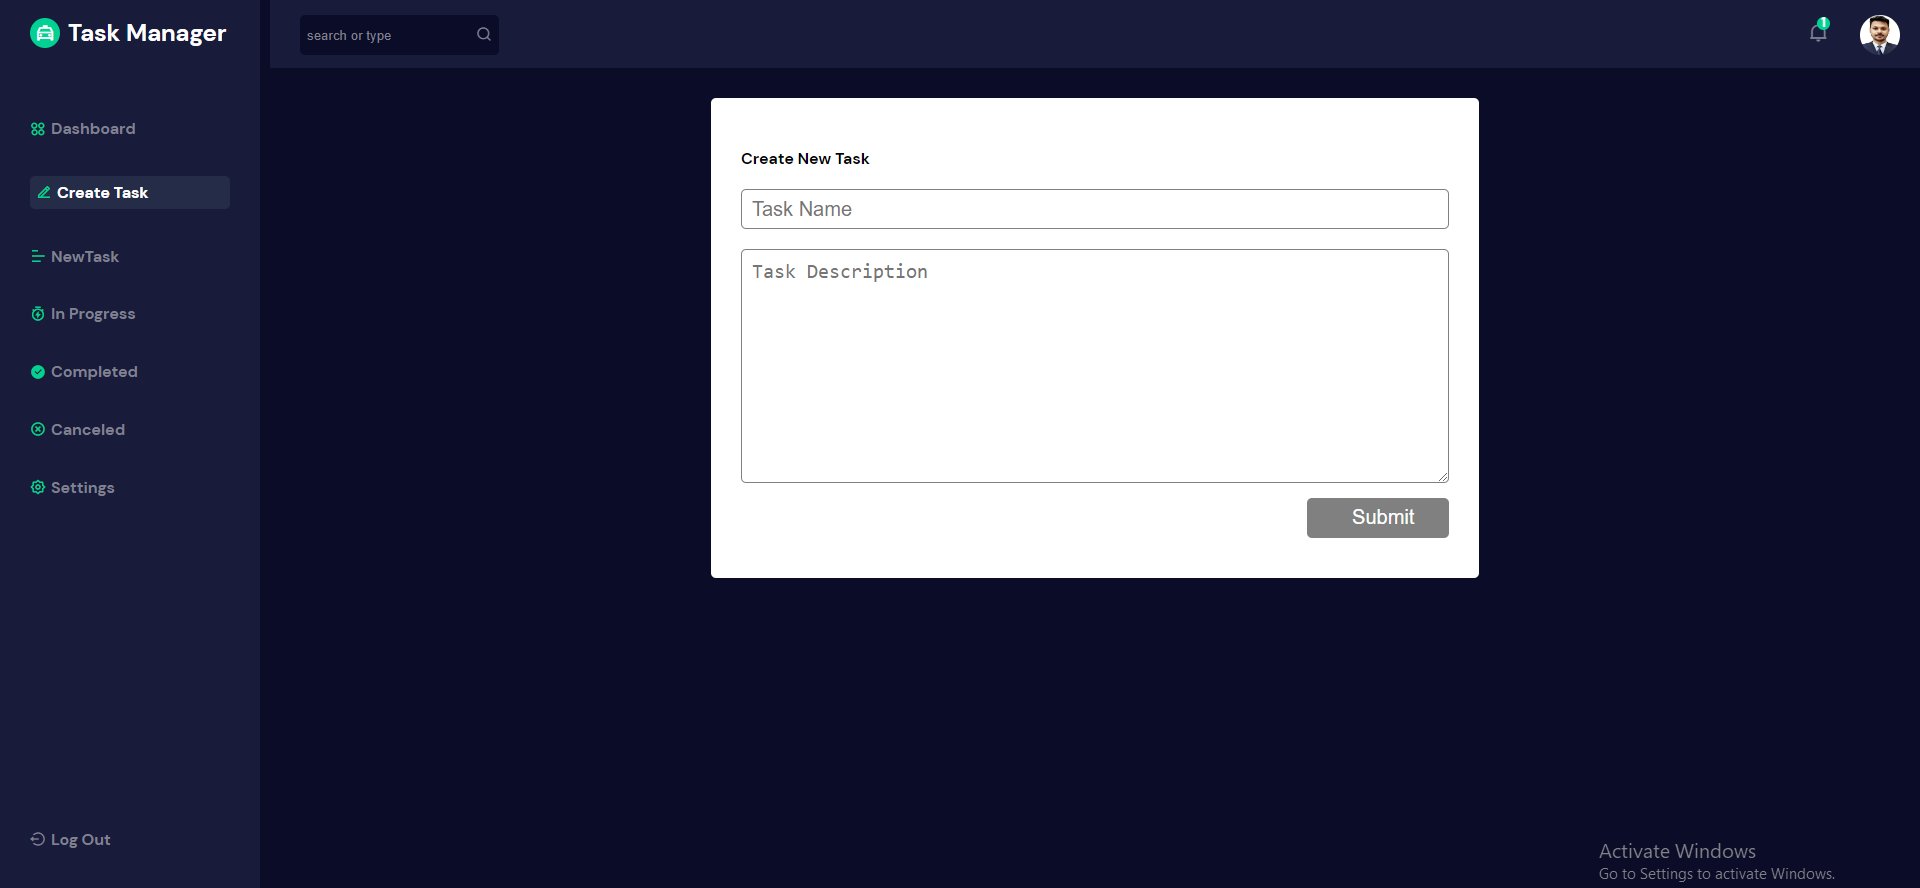 Task Manager
search or type
1
Dashboard
Create Task
NewTask
In Progress
Completed
Canceled
Settings
Log Out
Create New Task
Task Name
Task Description
Submit
Activate Windows
Go to Settings to activate Windows.